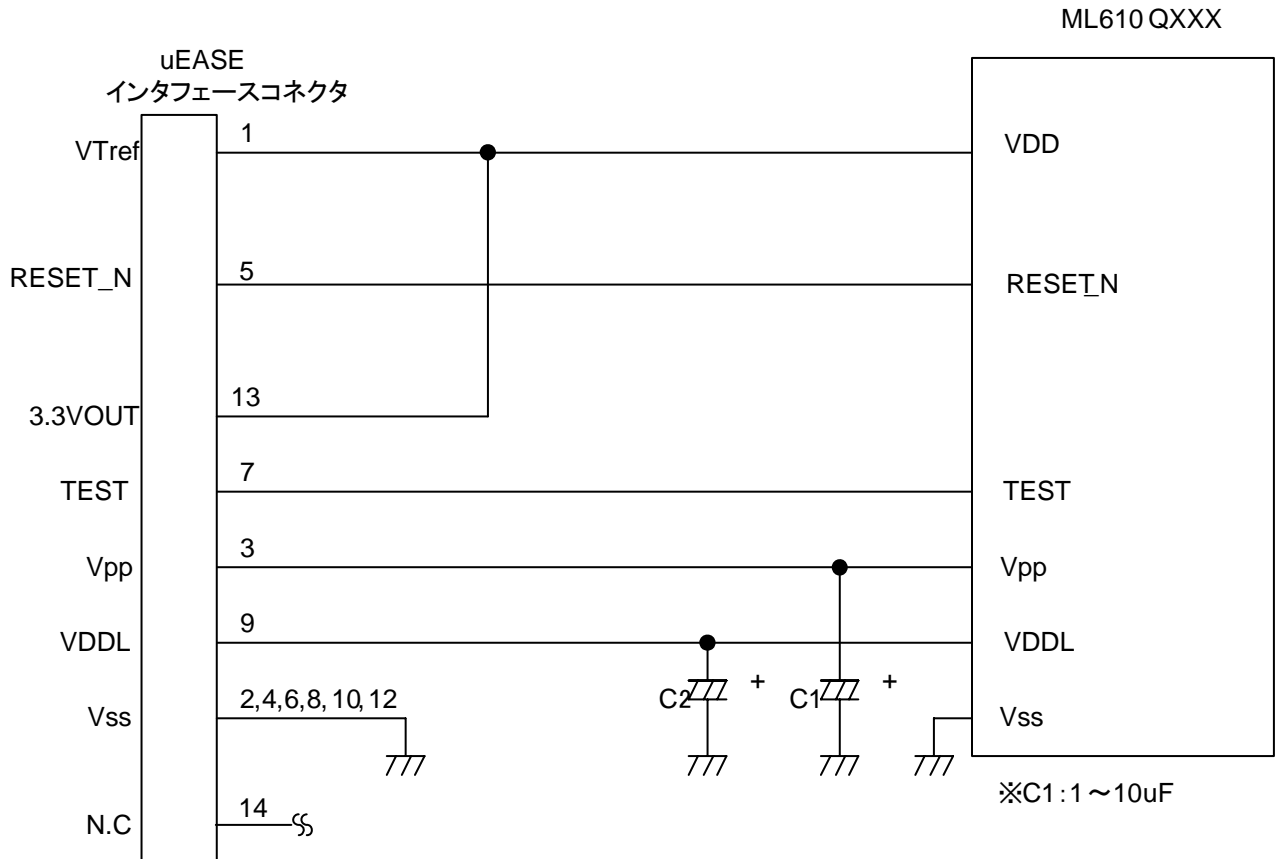 ML610 QXXX
uEASE
インタフェースコネクタ
VTref
1
VDD
RESET_N
5
RESET_N
3.3VOUT
13
TEST
7
TEST
Vpp
3
Vpp
VDDL
9
VDDL
C2
+
C1
+
Vss
2,4,6,8,10,12
Vss
※C1:1～10uF
N.C
14